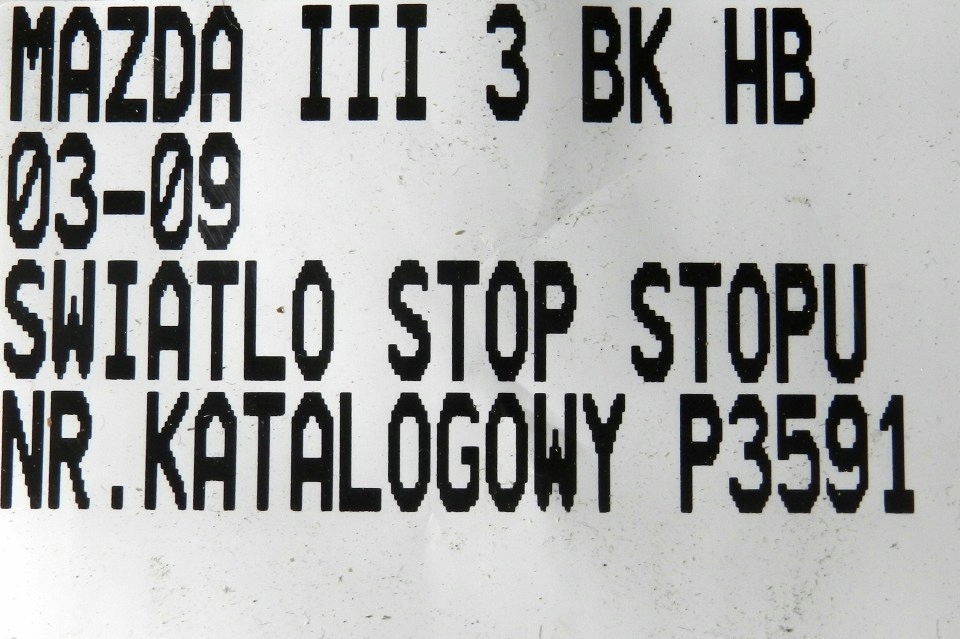 MAZDA III 3 BK HB
03-09
SWIATLO STOP STOPU
NR.KATALOGOWY P3591